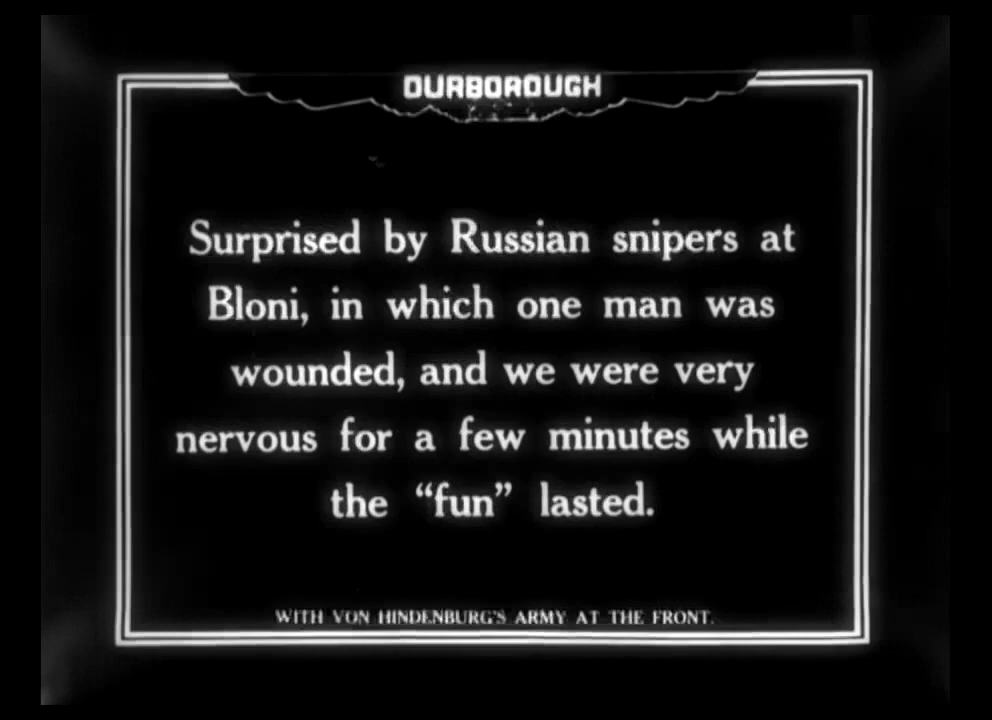 DURBOROUGH
Surprised by Russian snipers at
Bloni, in which one man was
wounded, and we were very
nervous for a few minutes while
the “fun” lasted.
WITH VON HINDENBURG'S ARMY AT THE FRONT.